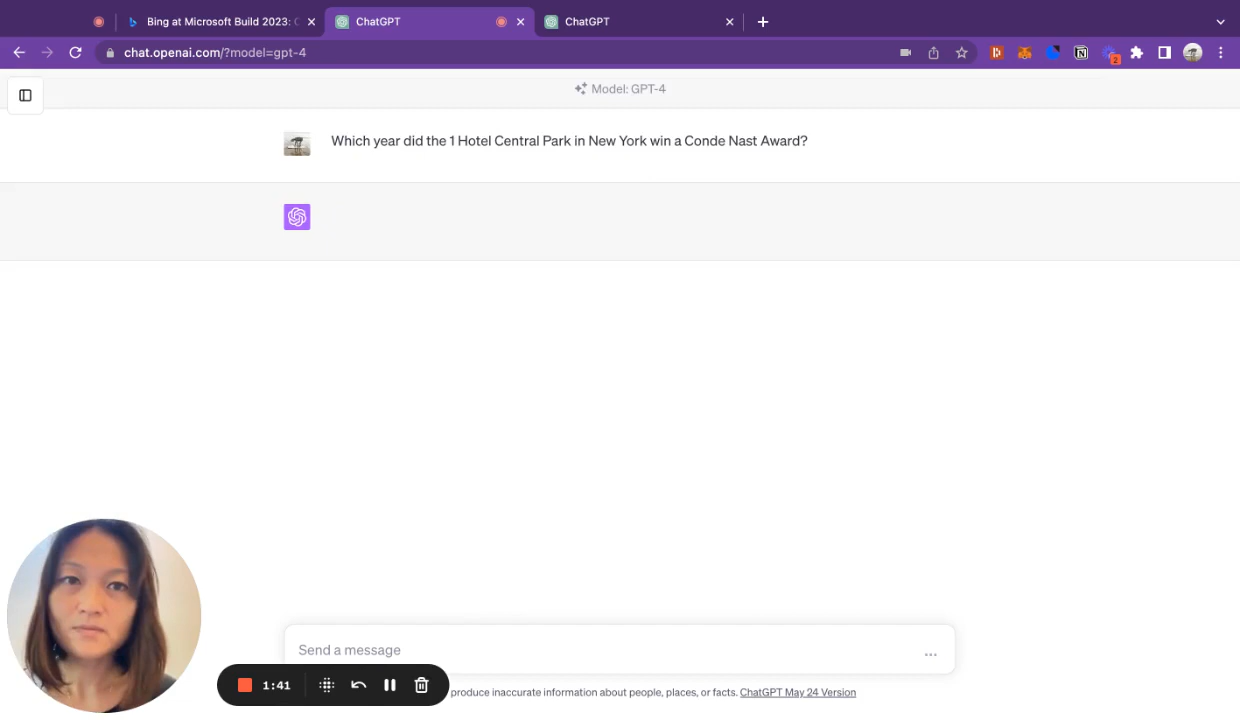 Bing at Microsoft Build 2023: C
ChatGPT
ChatGPT
chat.openai.com/?model=gpt-4
2
Model: GPT-4
Which year did the 1 Hotel Central Park in New York win a Conde Nast Award?
Send a message
1:41
produce inaccurate information about people, places, or facts. ChatGPT May 24 Version